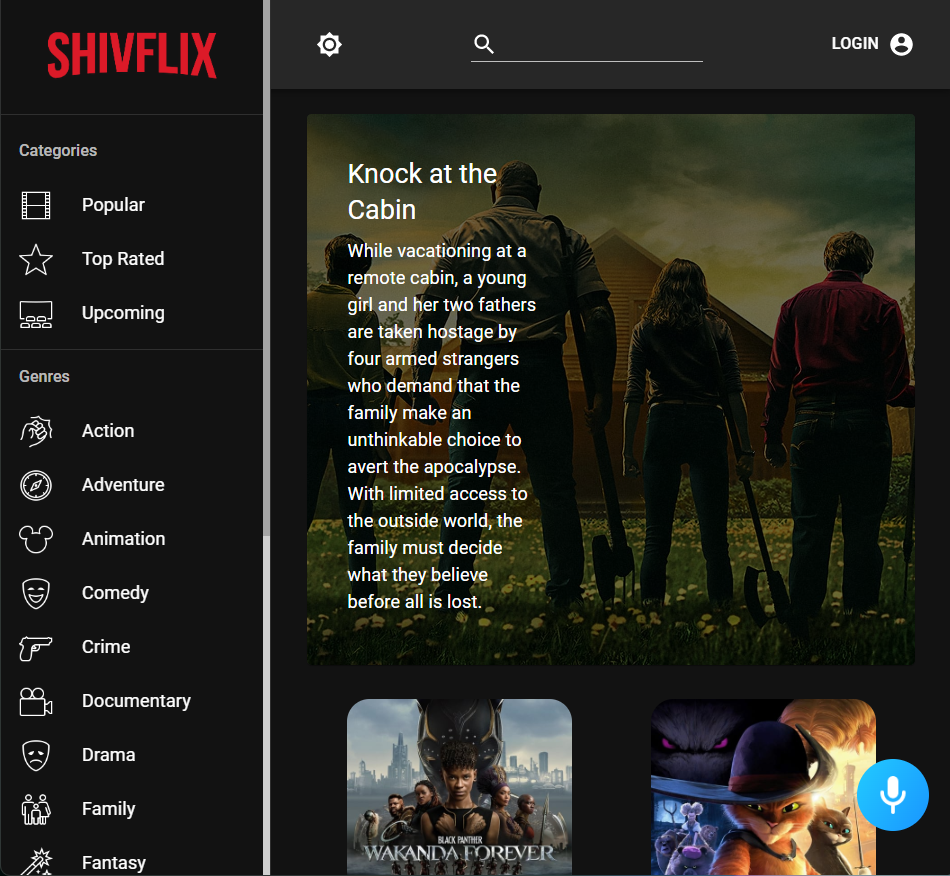 SHIVFLIX
LOGIN
Categories
Popular
Top Rated
Upcoming
Genres
Action
Adventure
Animation
Comedy
Crime
Documentary
Drama
Family
Fantasy
Knock at the
Cabin
While vacationing at a
remote cabin, a young
girl and her two fathers
are taken hostage by
four armed strangers
who demand that the
family make an
unthinkable choice to
avert the apocalypse.
With limited access to
the outside world, the
family must decide
what they believe
before all is lost.
BLACK PANTHER
WAKANDA FOREVER